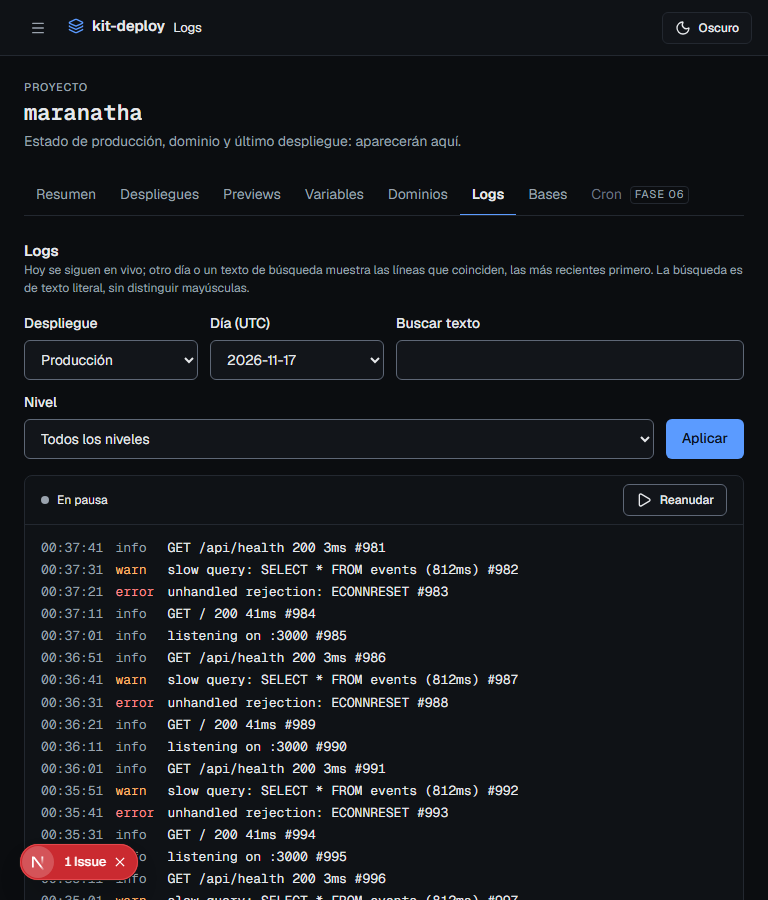 kit-deploy Logs
Oscuro
PROYECTO
maranatha
Estado de producción, dominio y último despliegue: aparecerán aquí.
Resumen Despliegues Previews Variables Dominios Logs Bases Cron FASE 06
Logs
Hoy se siguen en vivo; otro día o un texto de búsqueda muestra las líneas que coinciden, las más recientes primero. La búsqueda es
de texto literal, sin distinguir mayúsculas.
Despliegue Día (UTC) Buscar texto
Producción 2026-11-17
Nivel
Todos los niveles Aplicar
En pausa Reanudar
00:37:41 info GET /api/health 200 3ms #981
00:37:31 warn slow query: SELECT * FROM events (812ms) #982
00:37:21 error unhandled rejection: ECONNRESET #983
00:37:11 info GET / 200 41ms #984
00:37:01 info listening on :3000 #985
00:36:51 info GET /api/health 200 3ms #986
00:36:41 warn slow query: SELECT * FROM events (812ms) #987
00:36:31 error unhandled rejection: ECONNRESET #988
00:36:21 info GET / 200 41ms #989
00:36:11 info listening on :3000 #990
00:36:01 info GET /api/health 200 3ms #991
00:35:51 warn slow query: SELECT * FROM events (812ms) #992
00:35:41 error unhandled rejection: ECONNRESET #993
00:35:31 info GET / 200 41ms #994
listening on :3000 #995
GET /api/health 200 3ms #996
slow query: SELECT * FROM events (812ms) #997
N 1 Issue